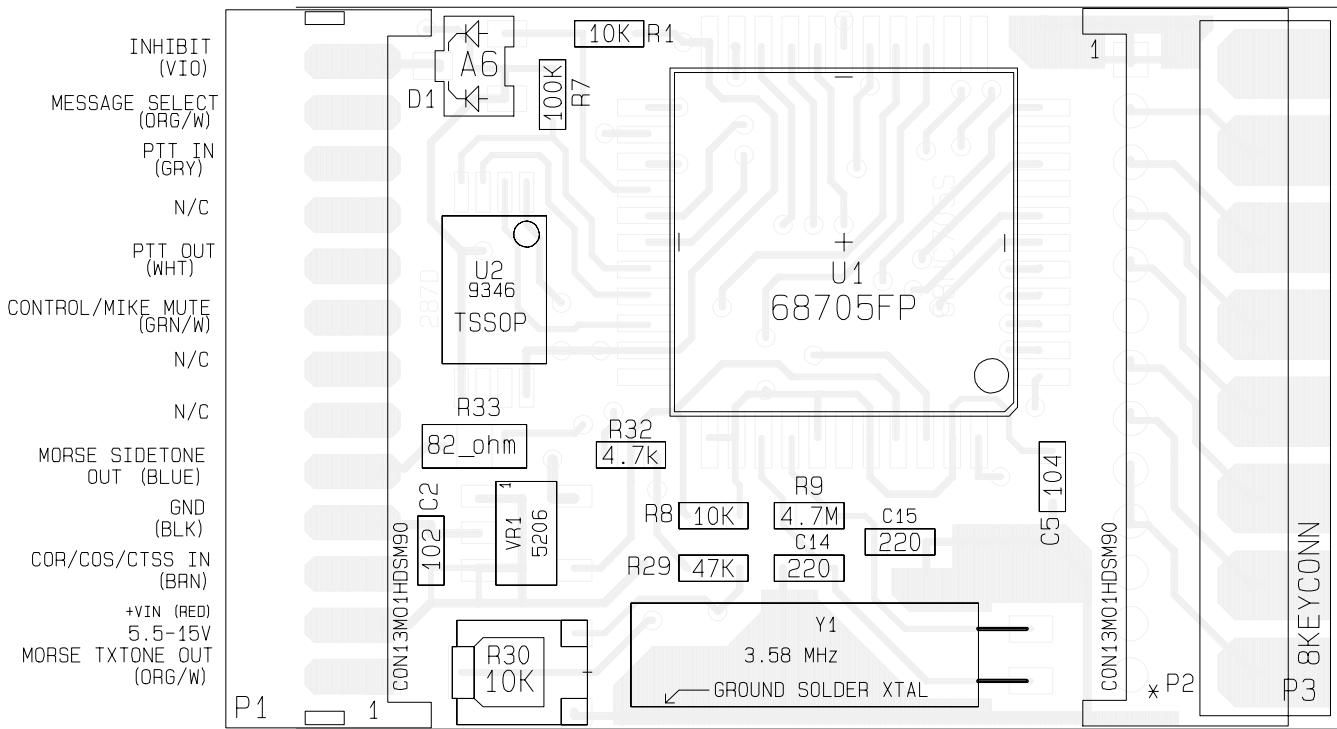 INHIBIT
(VIO)
MESSAGE SELECT
(ORG/W)
PTT IN
(GRY)
N/C
PTT OUT
(WHT)
CONTROL/MIKE MUTE
(GRN/W)
N/C
N/C
MORSE SIDETONE
OUT (BLUE)
GND
(BLK)
COR/COS/CTSS IN
(BRN)
+VIN (RED)
5.5-15V
MORSE TXTONE OUT
(ORG/W)
P1
1
CON13MO1HDSM90
A6
D1
10K R1
100K
R7
U2
9346
TSSOP
U1
68705FP
R33
82_ohm
R32
4.7k
C2
102
1
VR1
5206
R8 10K
R9
4.7M
C15
220
R29 47K
C14
220
C5
104
R30
10K
Y1
3.58 MHz
GROUND SOLDER XTAL
1
CON13MO1HDSM90
* P2
8KEYCONN
P3